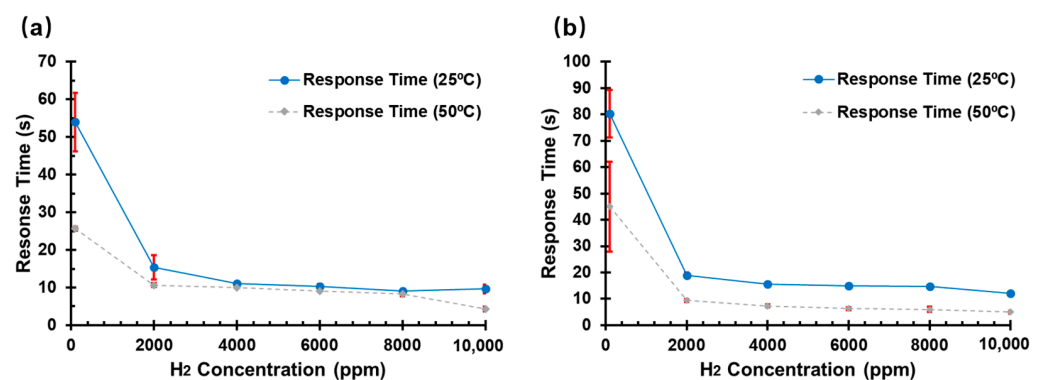 (a)
70
60
50
40
30
20
10
0
Resonse Time (s)
Response Time (25ºC)
Response Time (50ºC)
0 2000 4000 6000 8000 10,000
H2 Concentration (ppm)
(b)
100
90
80
70
60
50
40
30
20
10
0
Response Time (s)
Response Time (25ºC)
Response Time (50ºC)
0 2000 4000 6000 8000 10,000
H2 Concentration (ppm)